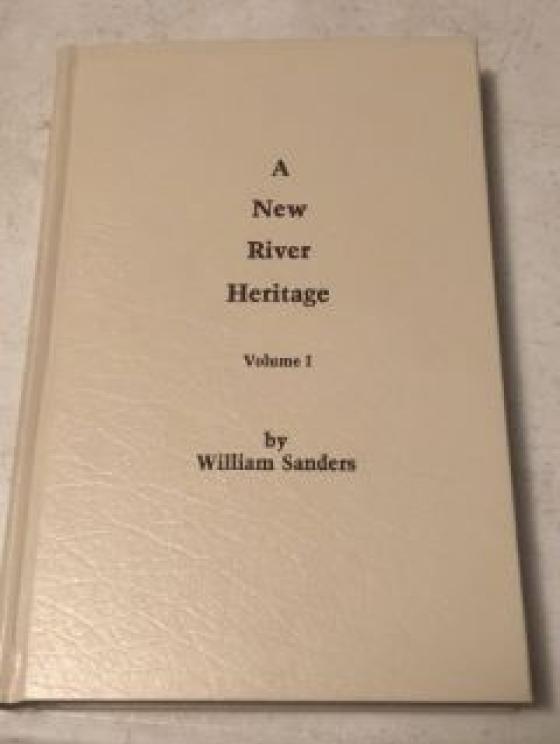 A
New
River
Heritage
Volume I
by
William Sanders